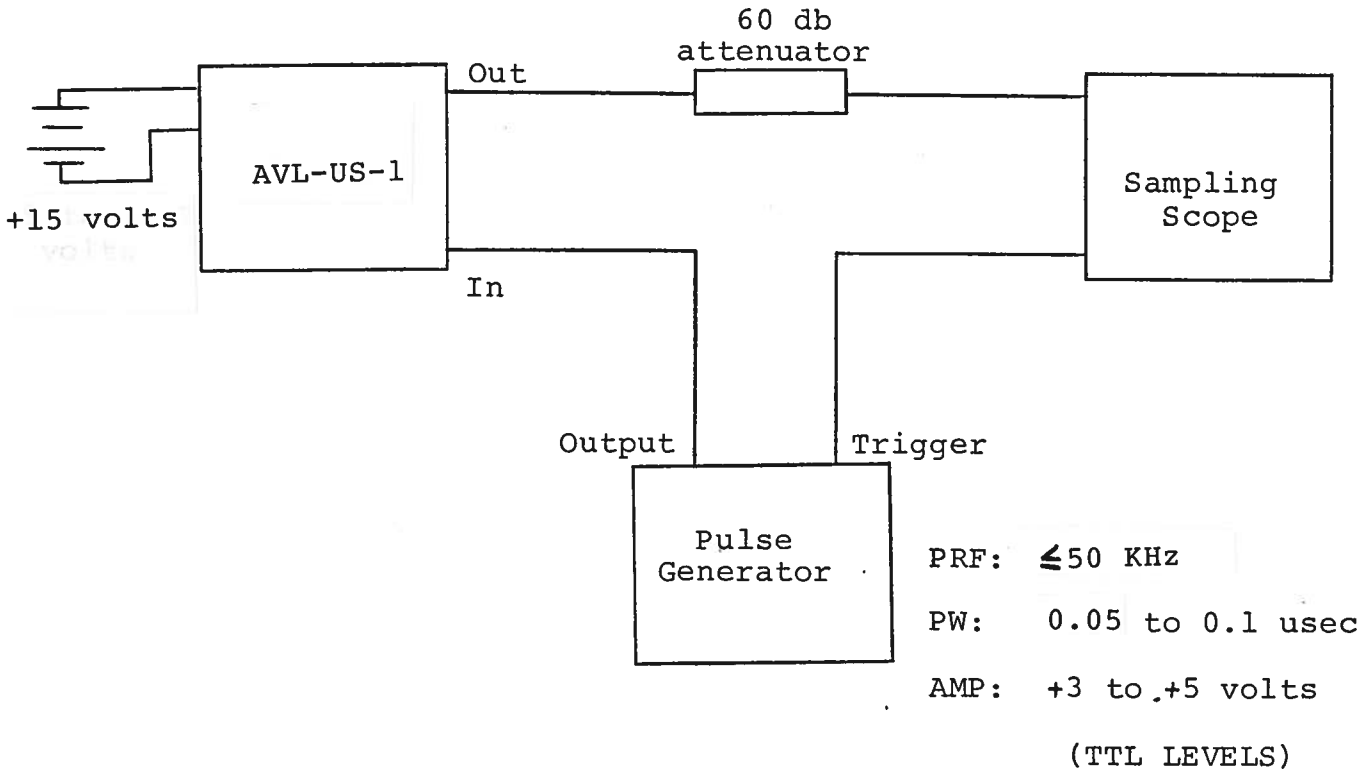 60 db
attenuator
Out
AVL-US-1
+15 volts
In
Sampling
Scope
Output
Trigger
Pulse
Generator
PRF: ≤50 KHz
PW: 0.05 to 0.1 usec
AMP: +3 to +5 volts
(TTL LEVELS)